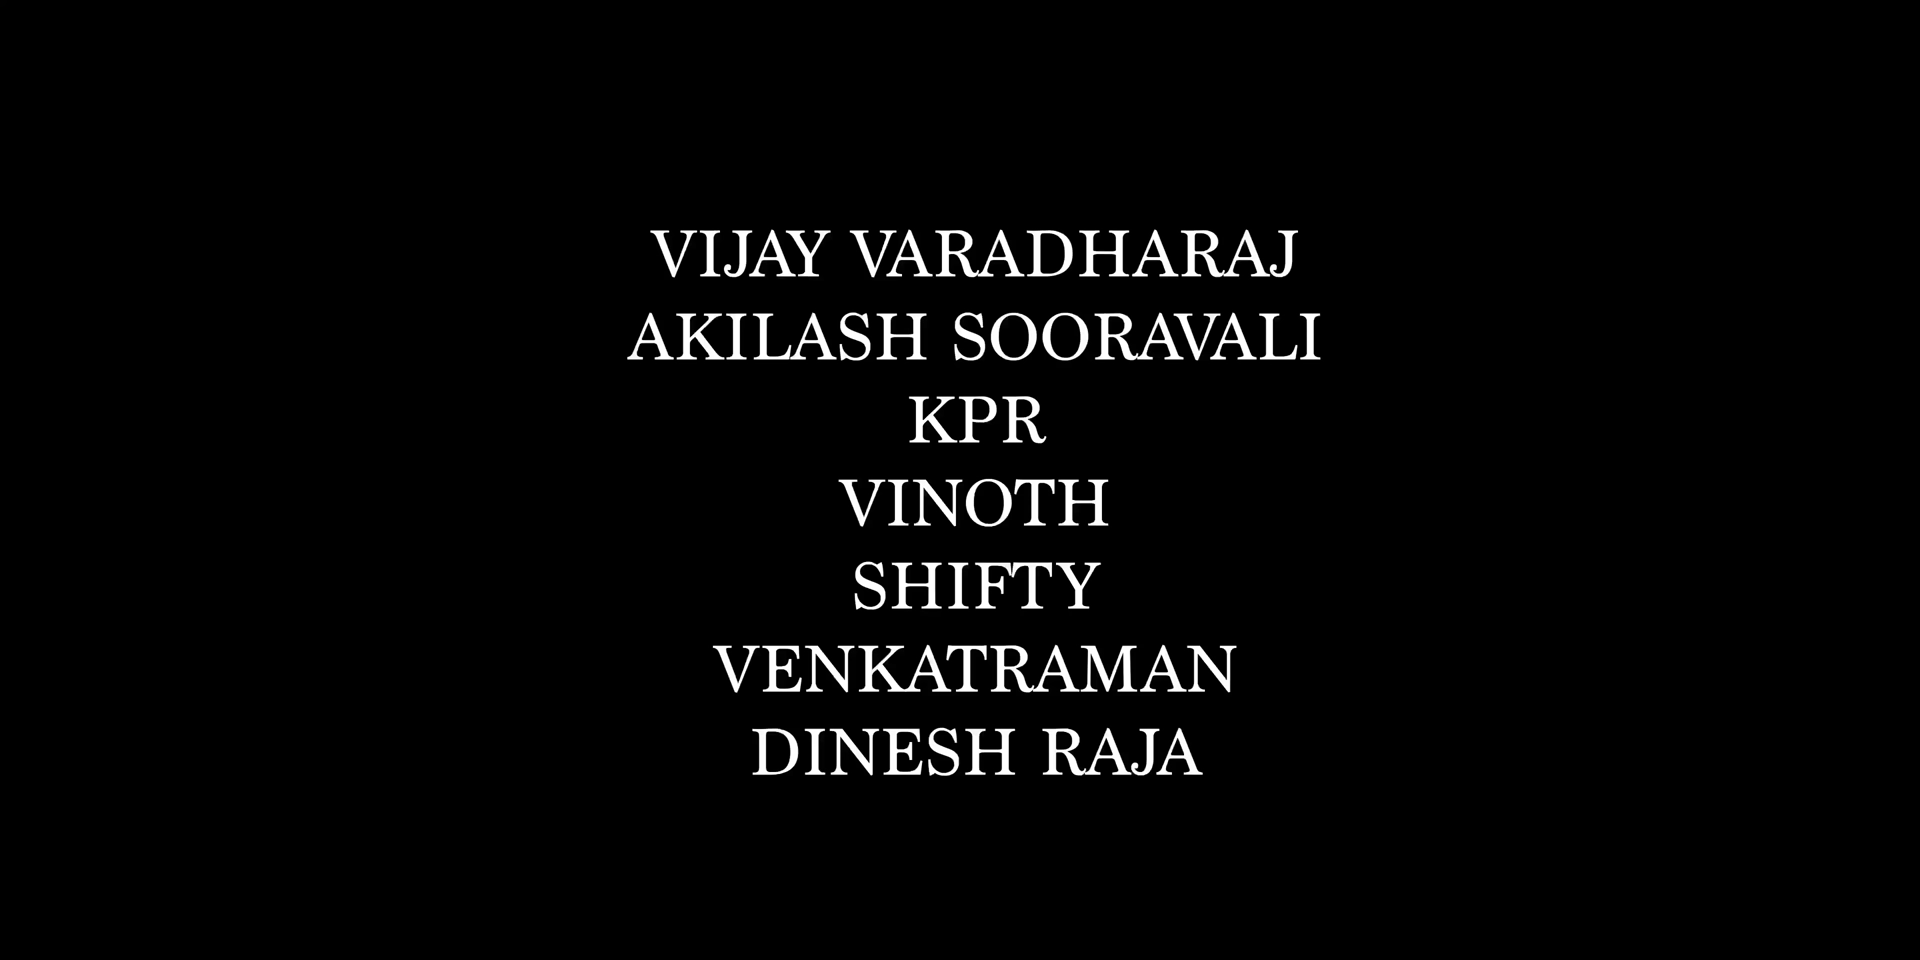 VIJAY VARADHARAJ
AKILASH SOORAVALI
KPR
VINOTH
SHIFTY
VENKATRAMAN
DINESH RAJA